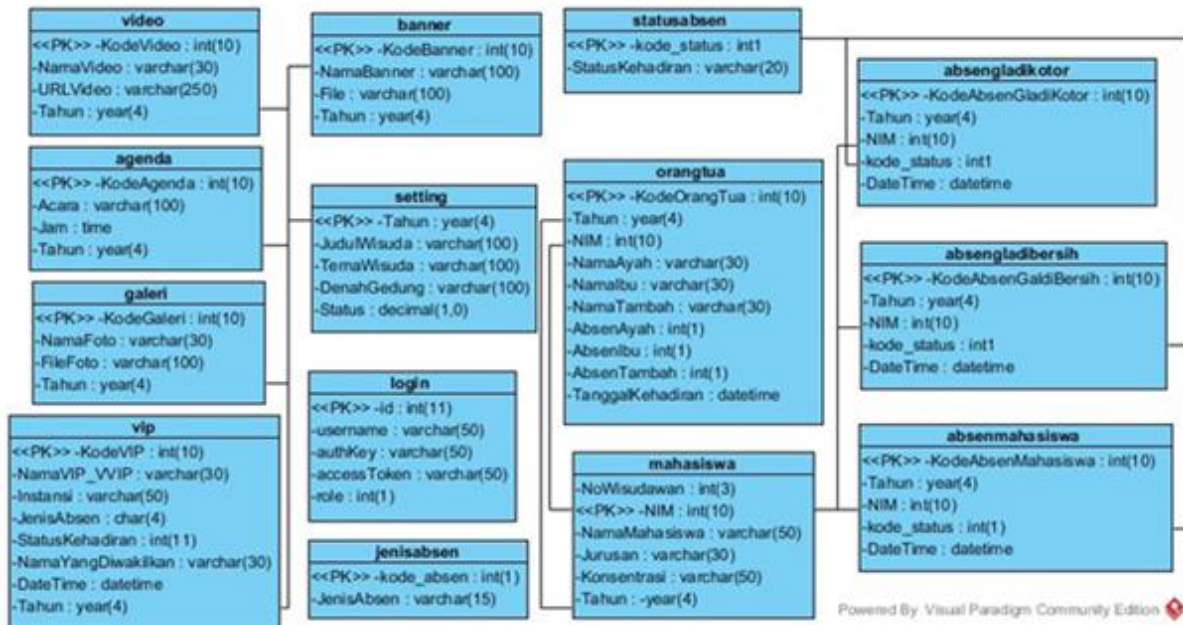 video
<<PK>> -KodeVideo : int(10)
-NamaVideo : varchar(30)
-URLVideo : varchar(250)
-Tahun : year(4)
agenda
<<PK>> -KodeAgenda : int(10)
-Acara : varchar(100)
-Jam : time
-Tahun : year(4)
galeri
<<PK>> -KodeGaleri : int(10)
-NamaFoto : varchar(30)
-FileFoto : varchar(100)
-Tahun : year(4)
vip
<<PK>> -KodeVIP : int(10)
-NamaVIP_VVIP : varchar(30)
-Instansi : varchar(50)
-JenisAbsen : char(4)
-StatusKehadiran : int(11)
-NamaYangDiwakilkan : varchar(30)
-DateTime : datetime
-Tahun : year(4)
banner
<<PK>> -KodeBanner : int(10)
-NamaBanner : varchar(100)
-File : varchar(100)
-Tahun : year(4)
setting
<<PK>> -Tahun : year(4)
-JudulWisuda : varchar(100)
-TemaWisuda : varchar(100)
-DenahGedung : varchar(100)
-Status : decimal(1,0)
login
<<PK>> -id : int(11)
-username : varchar(50)
-authKey : varchar(50)
-accessToken : varchar(50)
-role : int(1)
jenisabsen
<<PK>> -kode_absen : int(1)
-JenisAbsen : varchar(15)
statusabsen
<<PK>> -kode_status : int1
-StatusKehadiran : varchar(20)
orangtua
<<PK>> -KodeOrangTua : int(10)
-Tahun : year(4)
-NIM : int(10)
-NamaAyah : varchar(30)
-NamaIbu : varchar(30)
-NamaTambah : varchar(30)
-AbsenAyah : int(1)
-AbsenIbu : int(1)
-AbsenTambah : int(1)
-TanggalKehadiran : datetime
mahasiswa
-NoWisudawan : int(3)
<<PK>> -NIM : int(10)
-NamaMahasiswa : varchar(50)
-Jurusan : varchar(30)
-Konsentrasi : varchar(50)
-Tahun : -year(4)
absengladikotor
<<PK>> -KodeAbsenGladiKotor : int(10)
-Tahun : year(4)
-NIM : int(10)
-kode_status : int1
-DateTime : datetime
absengladibersih
<<PK>> -KodeAbsenGaldiBersih : int(10)
-Tahun : year(4)
-NIM : int(10)
-kode_status : int1
-DateTime : datetime
absenmahasiswa
<<PK>> -KodeAbsenMahasiswa : int(10)
-Tahun : year(4)
-NIM : int(10)
-kode_status : int(1)
-DateTime : datetime
Powered By Visual Paradigm Community Edition